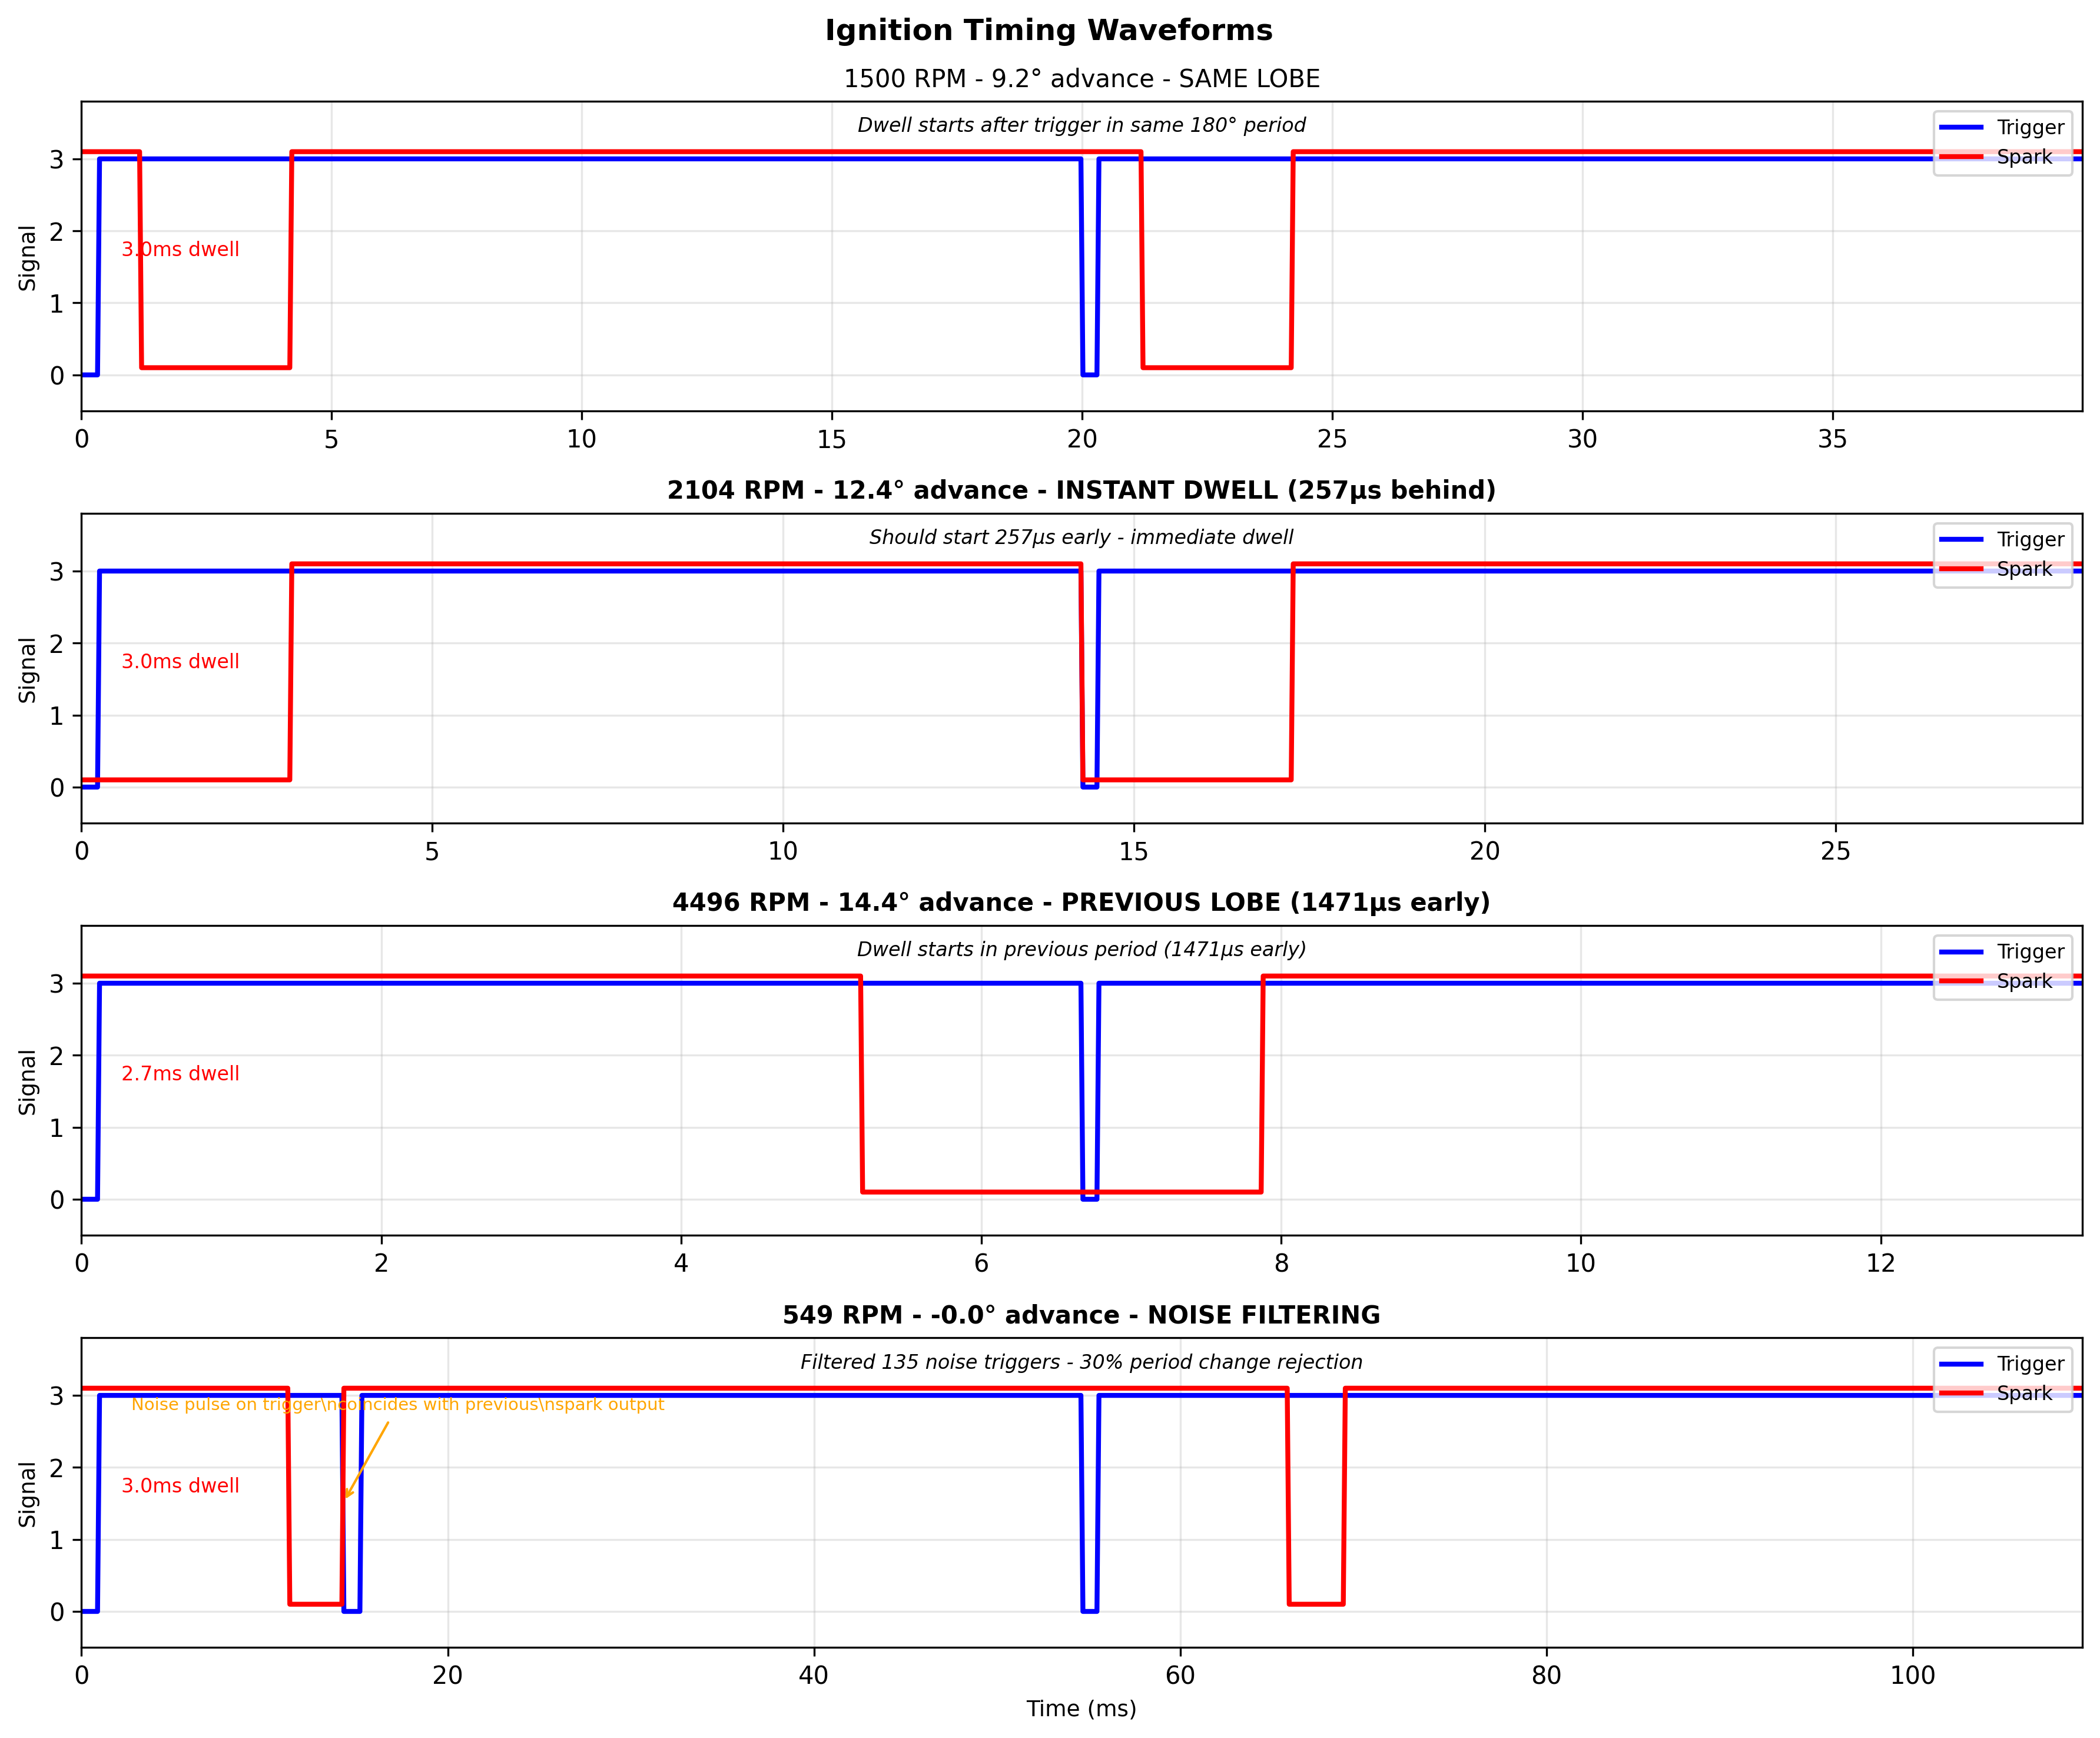 Ignition Timing Waveforms
1500 RPM - 9.2° advance - SAME LOBE
Dwell starts after trigger in same 180° period
Trigger
Spark
3.0ms dwell
Signal
3
2
1
0
0 5 10 15 20 25 30 35
2104 RPM - 12.4° advance - INSTANT DWELL (257µs behind)
Should start 257µs early - immediate dwell
Trigger
Spark
3.0ms dwell
Signal
3
2
1
0
0 5 10 15 20 25
4496 RPM - 14.4° advance - PREVIOUS LOBE (1471µs early)
Dwell starts in previous period (1471µs early)
Trigger
Spark
2.7ms dwell
Signal
3
2
1
0
0 2 4 6 8 10 12
549 RPM - -0.0° advance - NOISE FILTERING
Filtered 135 noise triggers - 30% period change rejection
Trigger
Spark
Noise pulse on trigger\ncoincides with previous\nspark output
3.0ms dwell
Signal
3
2
1
0
0 20 40 60 80 100
Time (ms)